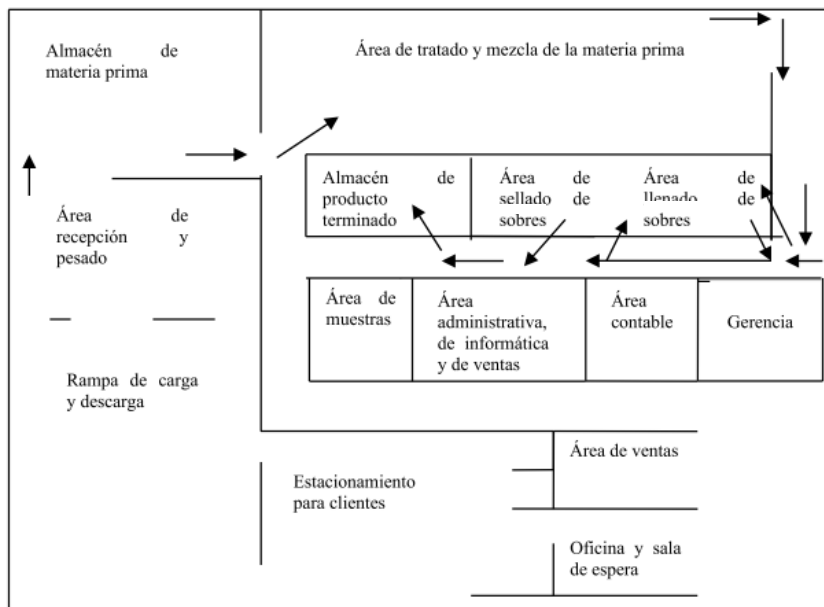 Almacén de
materia prima
Área de tratado y mezcla de la materia prima
Almacén de
producto
terminado
Área de
sellado de
sobres
Área de
llenado de
sobres
Área de
recepción y
pesado
Área de
muestras
Área
administrativa,
de informática
y de ventas
Área
contable
Gerencia
Rampa de carga
y descarga
Área de ventas
Estacionamiento
para clientes
Oficina y sala
de espera